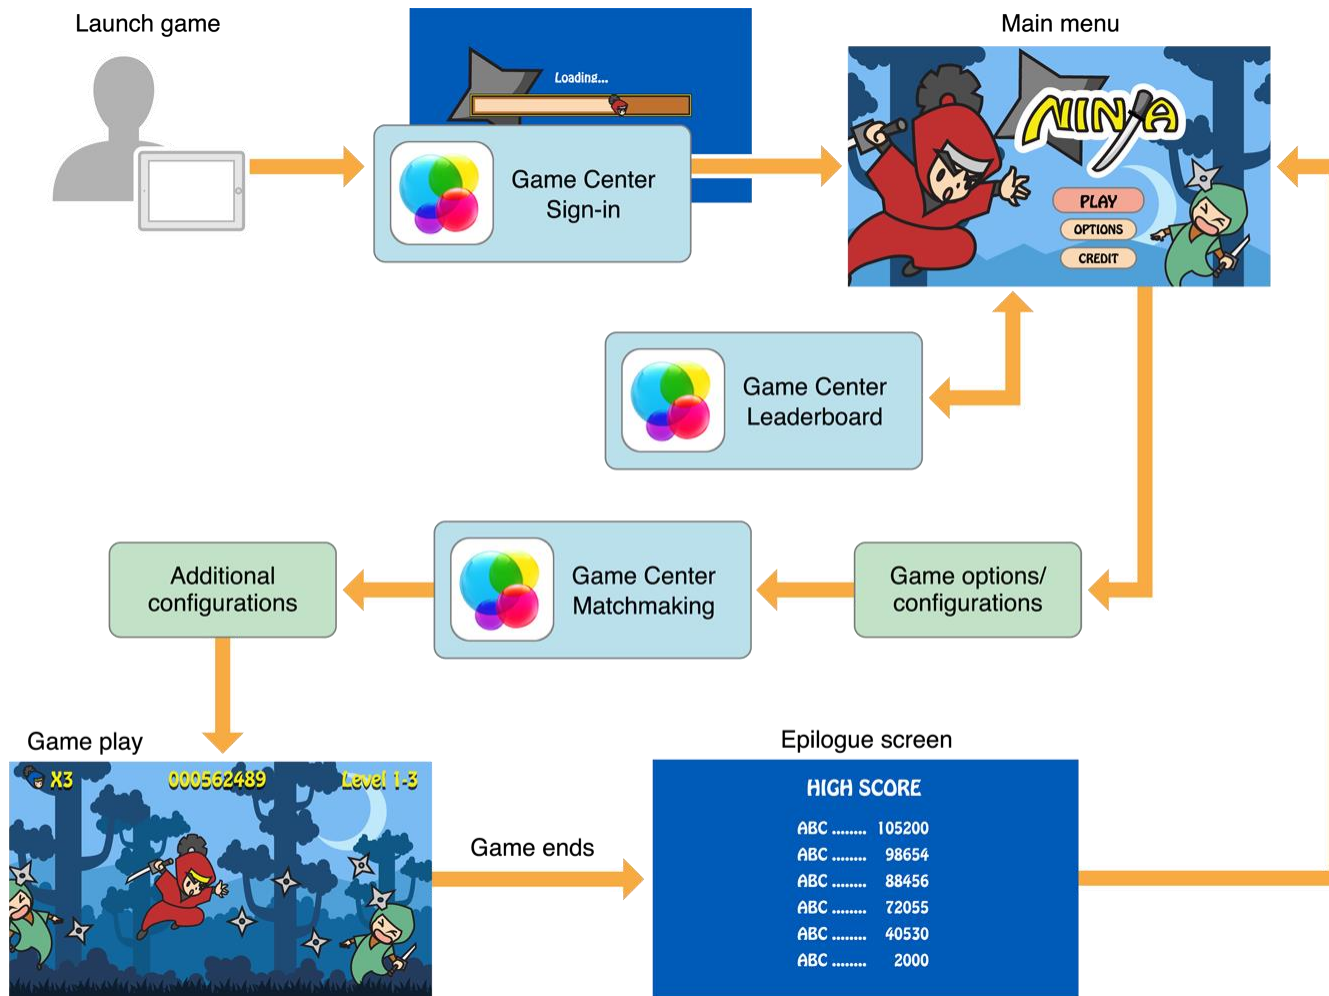 Launch game
Loading...
Game Center
Sign-in
Main menu
NINJA
PLAY
OPTIONS
CREDIT
Game Center
Leaderboard
Additional
configurations
Game Center
Matchmaking
Game options/
configurations
Game play
X3
000562489
Level 1-3
Game ends
Epilogue screen
HIGH SCORE
ABC ........ 105200
ABC ........ 98654
ABC ........ 88456
ABC ........ 72055
ABC ........ 40530
ABC ........ 2000